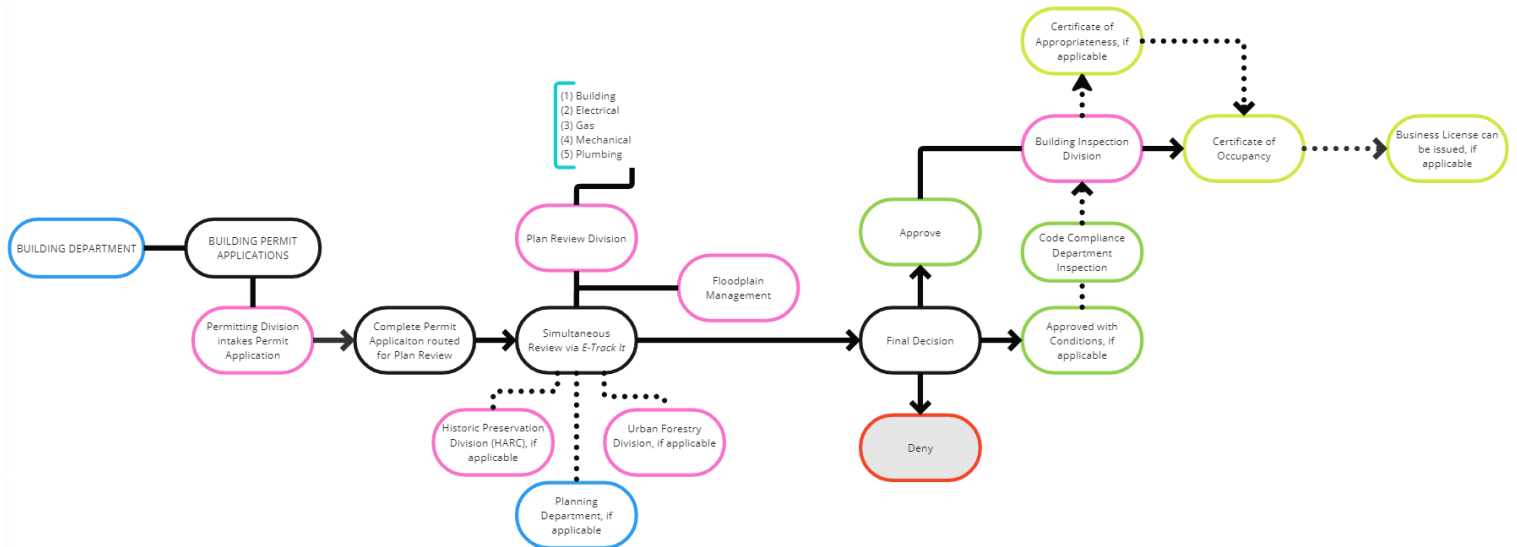 BUILDING DEPARTMENT
BUILDING PERMIT
APPLICATIONS
Permitting Division
intakes Permit
Application
Complete Permit
Applicaiton routed
for Plan Review
(1) Building
(2) Electrical
(3) Gas
(4) Mechanical
(5) Plumbing
Plan Review Division
Floodplain
Management
Simultaneous
Review via E-Track It
Historic Preservation
Division (HARC), if
applicable
Planning
Department, if
applicable
Urban Forestry
Division, if applicable
Final Decision
Approve
Deny
Approved with
Conditions, if
applicable
Code Compliance
Department
Inspection
Building Inspection
Division
Certificate of
Appropriateness, if
applicable
Certificate of
Occupancy
Business License can
be issued, if
applicable